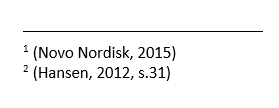 ¹ (Novo Nordisk, 2015)
² (Hansen, 2012, s.31)